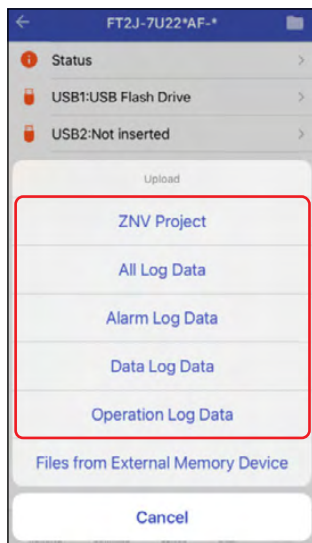 FT2J-7U22*AF-*
Status
USB1:USB Flash Drive
USB2:Not inserted
Upload
ZNV Project
All Log Data
Alarm Log Data
Data Log Data
Operation Log Data
Files from External Memory Device
Cancel